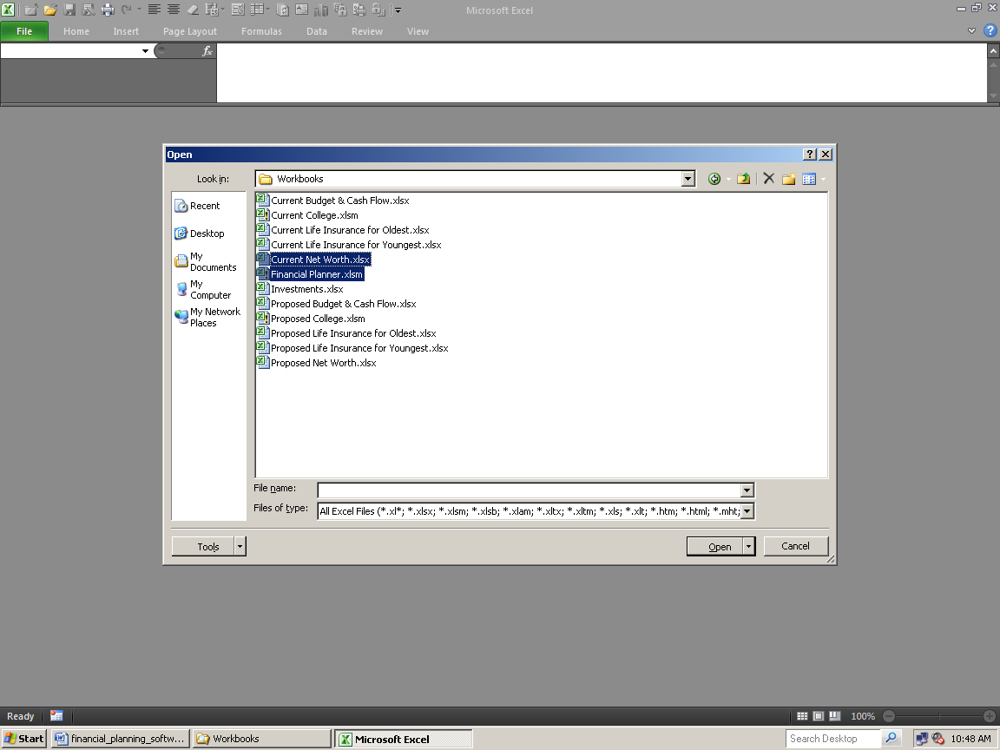 Microsoft Excel
File Home Insert Page Layout Formulas Data Review View
fx
Open
Look in: Workbooks
Recent
Desktop
My
Documents
My
Computer
My Network
Places
Current Budget & Cash Flow.xlsx
Current College.xlsm
Current Life Insurance for Oldest.xlsx
Current Life Insurance for Youngest.xlsx
Current Net Worth.xlsx
Financial Planner.xlsm
Investments.xlsx
Proposed Budget & Cash Flow.xlsx
Proposed College.xlsm
Proposed Life Insurance for Oldest.xlsx
Proposed Life Insurance for Youngest.xlsx
Proposed Net Worth.xlsx
File name:
Files of type: All Excel Files (*.xl*; *.xlsx; *.xlsm; *.xlsb; *.xlam; *.xltx; *.xltm; *.xls; *.xlt; *.htm; *.html; *.mht;
Tools Open Cancel
Ready 100%
Start financial_planning_softw... Workbooks Microsoft Excel Search Desktop 10:48 AM